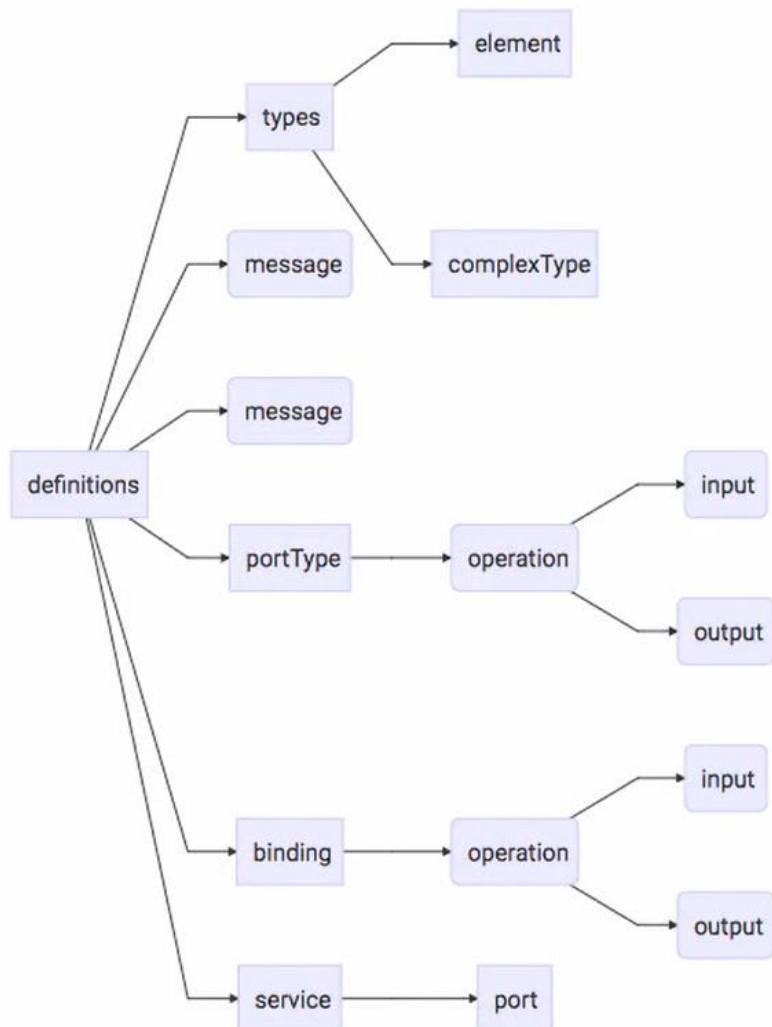 element
types
message
complexType
message
definitions
input
portType
operation
output
input
binding
operation
output
service
port